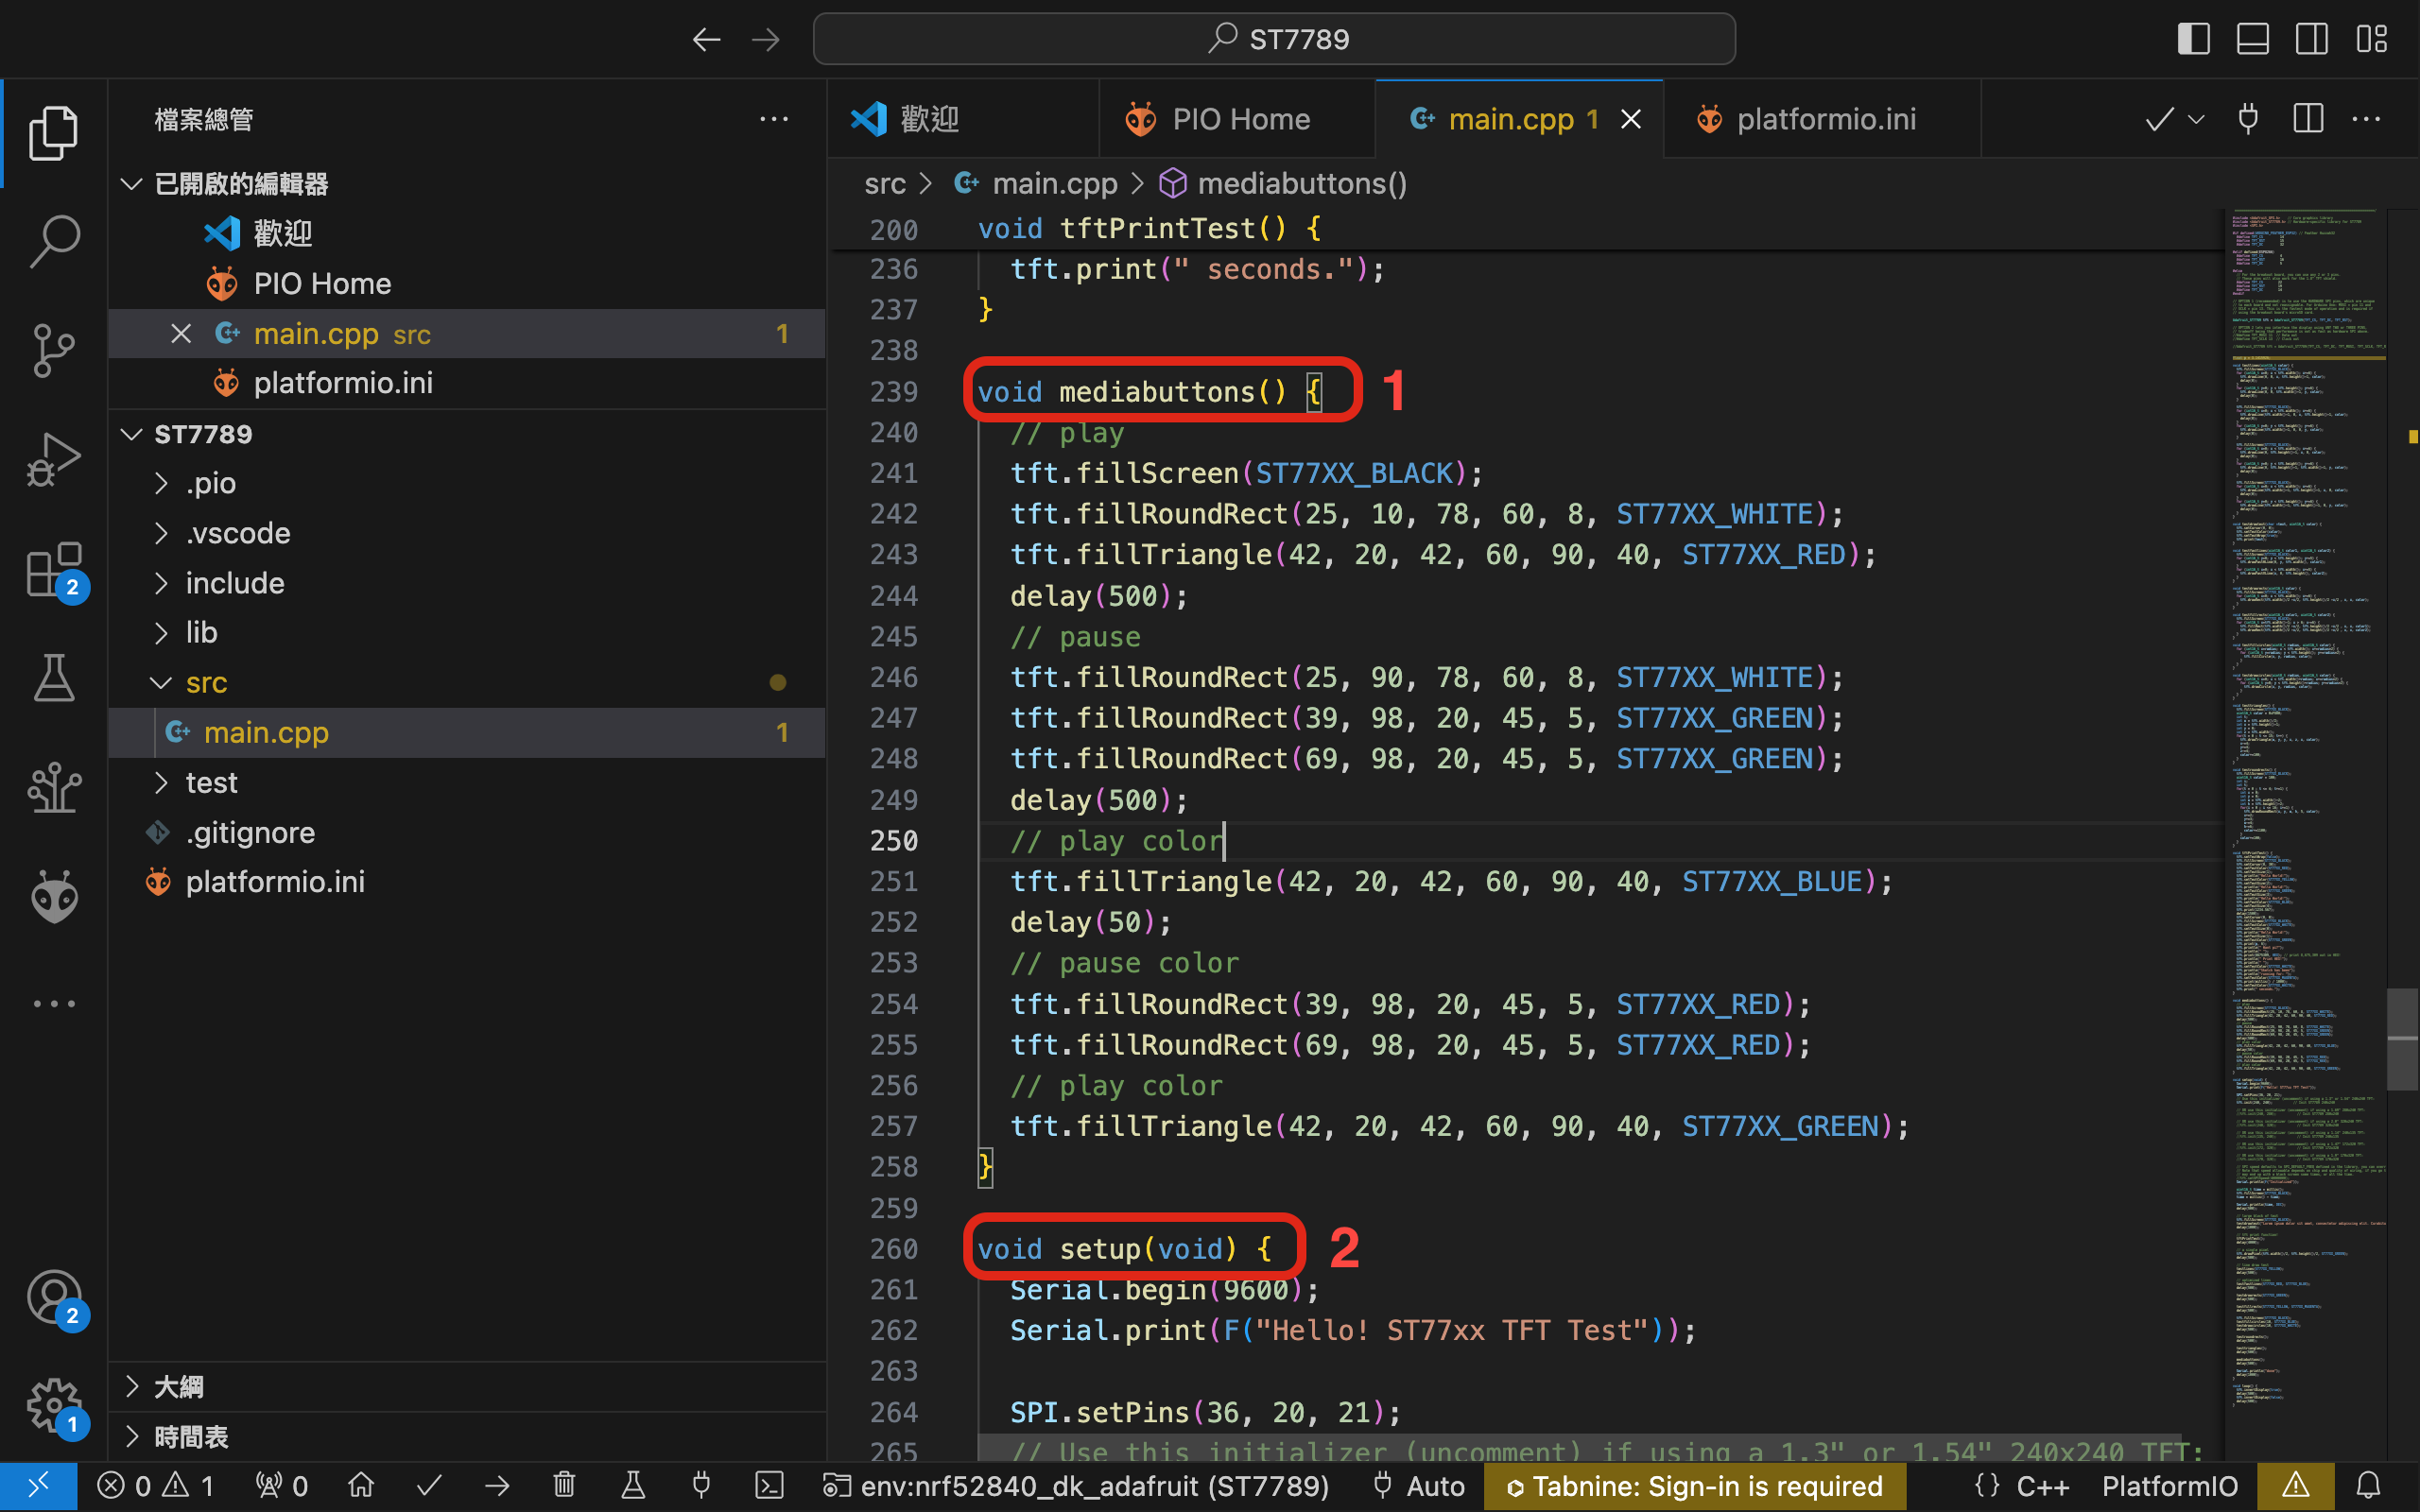 ST7789
檔案總管
已開啟的編輯器
歡迎
PIO Home
main.cpp src 1
platformio.ini
ST7789
.pio
.vscode
include
lib
src
main.cpp 1
test
.gitignore
platformio.ini
大綱
時間表
2
2
1
歡迎 PIO Home main.cpp 1 platformio.ini
src > main.cpp > mediabuttons()
200 void tftPrintTest() {
236 tft.print(" seconds.");
237 }
238
239 void mediabuttons() { 1
240 // play
241 tft.fillScreen(ST77XX_BLACK);
242 tft.fillRoundRect(25, 10, 78, 60, 8, ST77XX_WHITE);
243 tft.fillTriangle(42, 20, 42, 60, 90, 40, ST77XX_RED);
244 delay(500);
245 // pause
246 tft.fillRoundRect(25, 90, 78, 60, 8, ST77XX_WHITE);
247 tft.fillRoundRect(39, 98, 20, 45, 5, ST77XX_GREEN);
248 tft.fillRoundRect(69, 98, 20, 45, 5, ST77XX_GREEN);
249 delay(500);
250 // play color
251 tft.fillTriangle(42, 20, 42, 60, 90, 40, ST77XX_BLUE);
252 delay(50);
253 // pause color
254 tft.fillRoundRect(39, 98, 20, 45, 5, ST77XX_RED);
255 tft.fillRoundRect(69, 98, 20, 45, 5, ST77XX_RED);
256 // play color
257 tft.fillTriangle(42, 20, 42, 60, 90, 40, ST77XX_GREEN);
258 }
259
260 void setup(void) { 2
261 Serial.begin(9600);
262 Serial.print(F("Hello! ST77xx TFT Test"));
263
264 SPI.setPins(36, 20, 21);
265 // Use this initializer (uncomment) if using a 1.3" or 1.54" 240x240 TFT:
0 1 0 env:nrf52840_dk_adafruit (ST7789) Auto Tabnine: Sign-in is required {} C++ PlatformIO